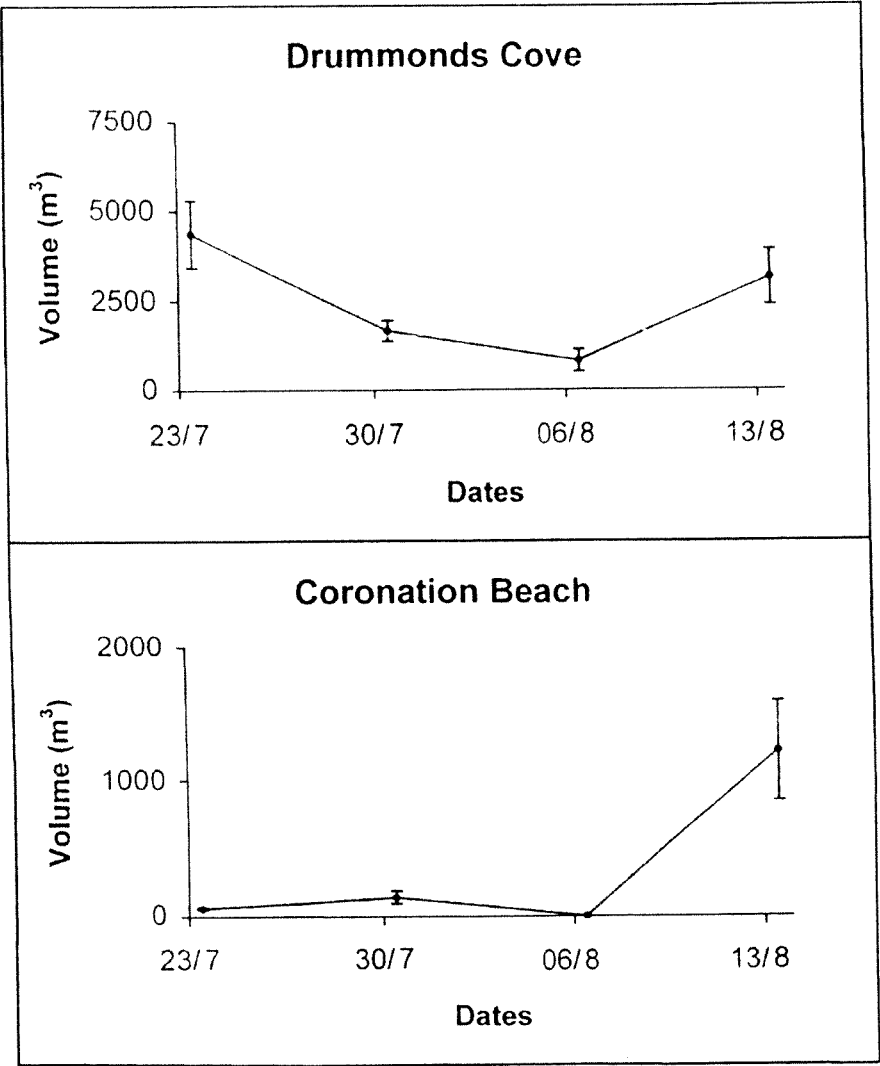 Drummonds Cove
7500
5000
2500
0
Volume (m³)
23/7 30/7 06/8 13/8
Dates
Coronation Beach
2000
1000
0
Volume (m³)
23/7 30/7 06/8 13/8
Dates